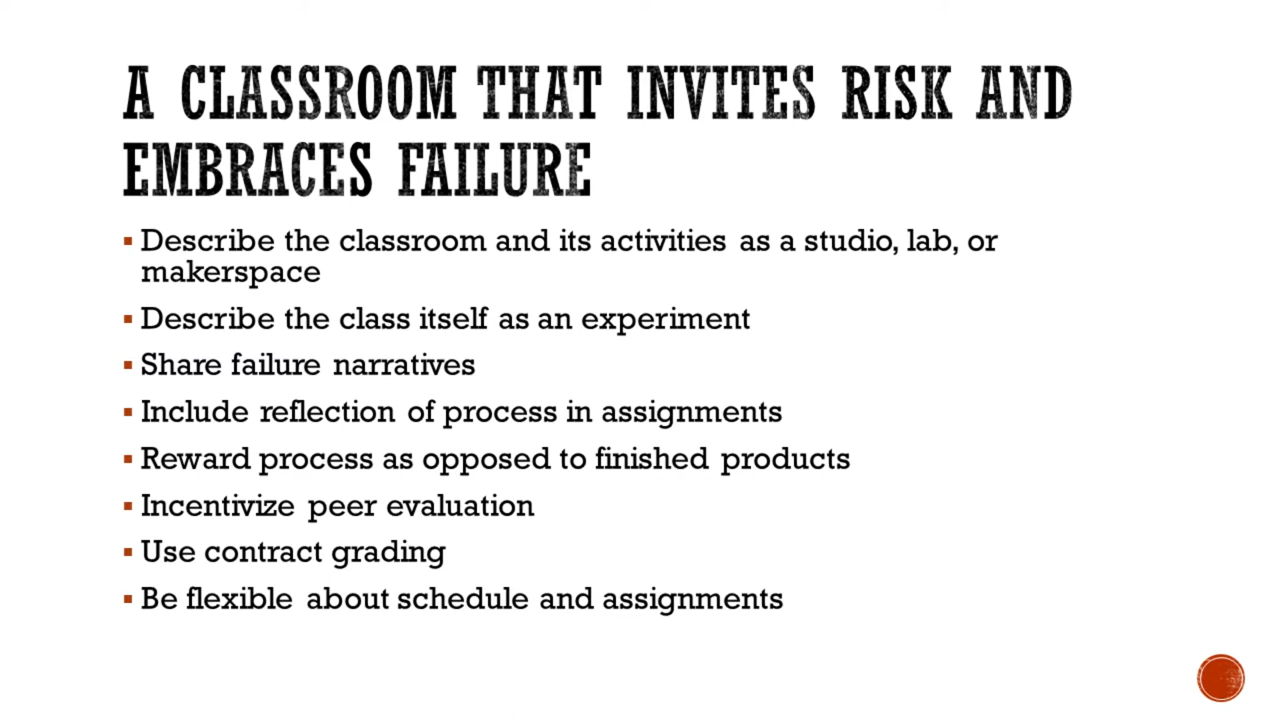 A CLASSROOM THAT INVITES RISK AND
EMBRACES FAILURE
▪ Describe the classroom and its activities as a studio, lab, or
makerspace
▪ Describe the class itself as an experiment
▪ Share failure narratives
▪ Include reflection of process in assignments
▪ Reward process as opposed to finished products
▪ Incentivize peer evaluation
▪ Use contract grading
▪ Be flexible about schedule and assignments